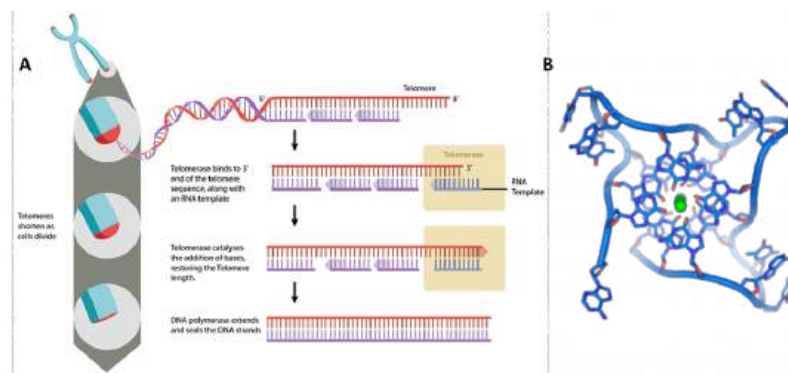 A
B
5'
Telomere
3'
Telomerase binds to 3'
end of the telomere
sequence, along with
an RNA template
Telomerase
3'
RNA
Template
Telomeres
shorten as
cells divide
Telomerase catalyses
the addition of bases,
restoring the Telomere
length.
DNA polymerase extends
and seals the DNA strands